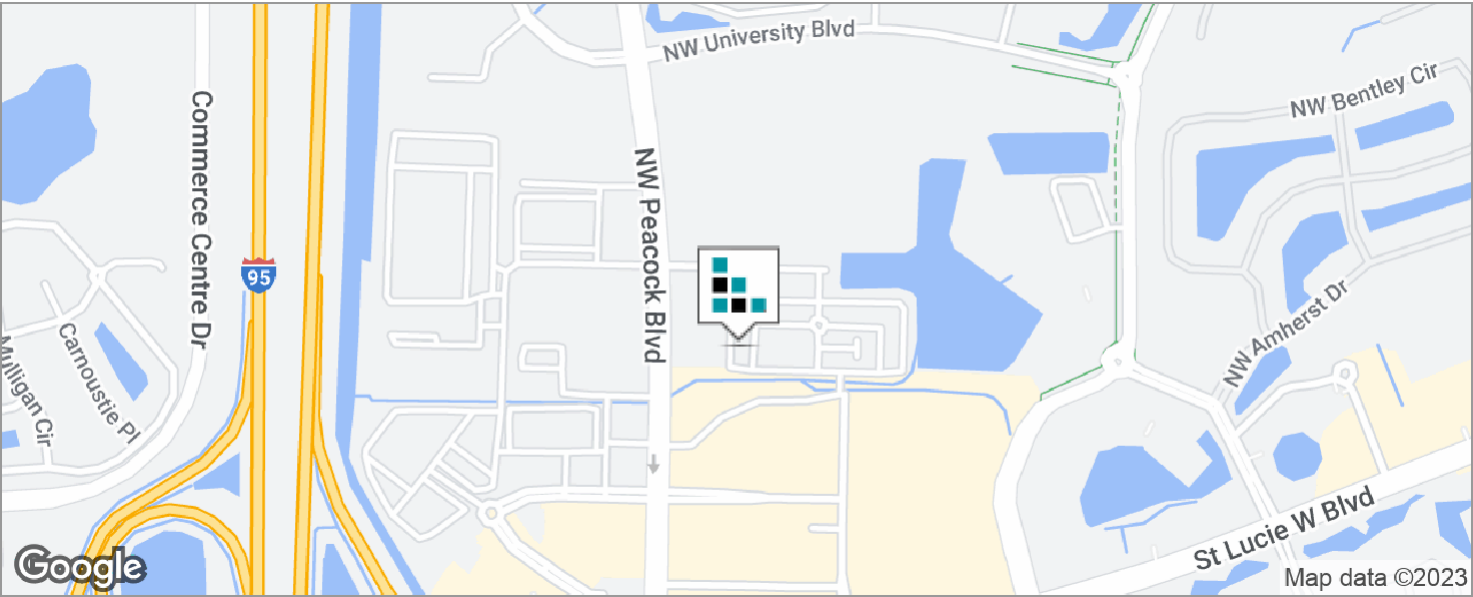 NW University Blvd
NW Bentley Cir
Commerce Centre Dr
NW Peacock Blvd
95
NW Amherst Dr
Carnoustie Pl
Mulligan Cir
St Lucie W Blvd
Google
Map data ©2023